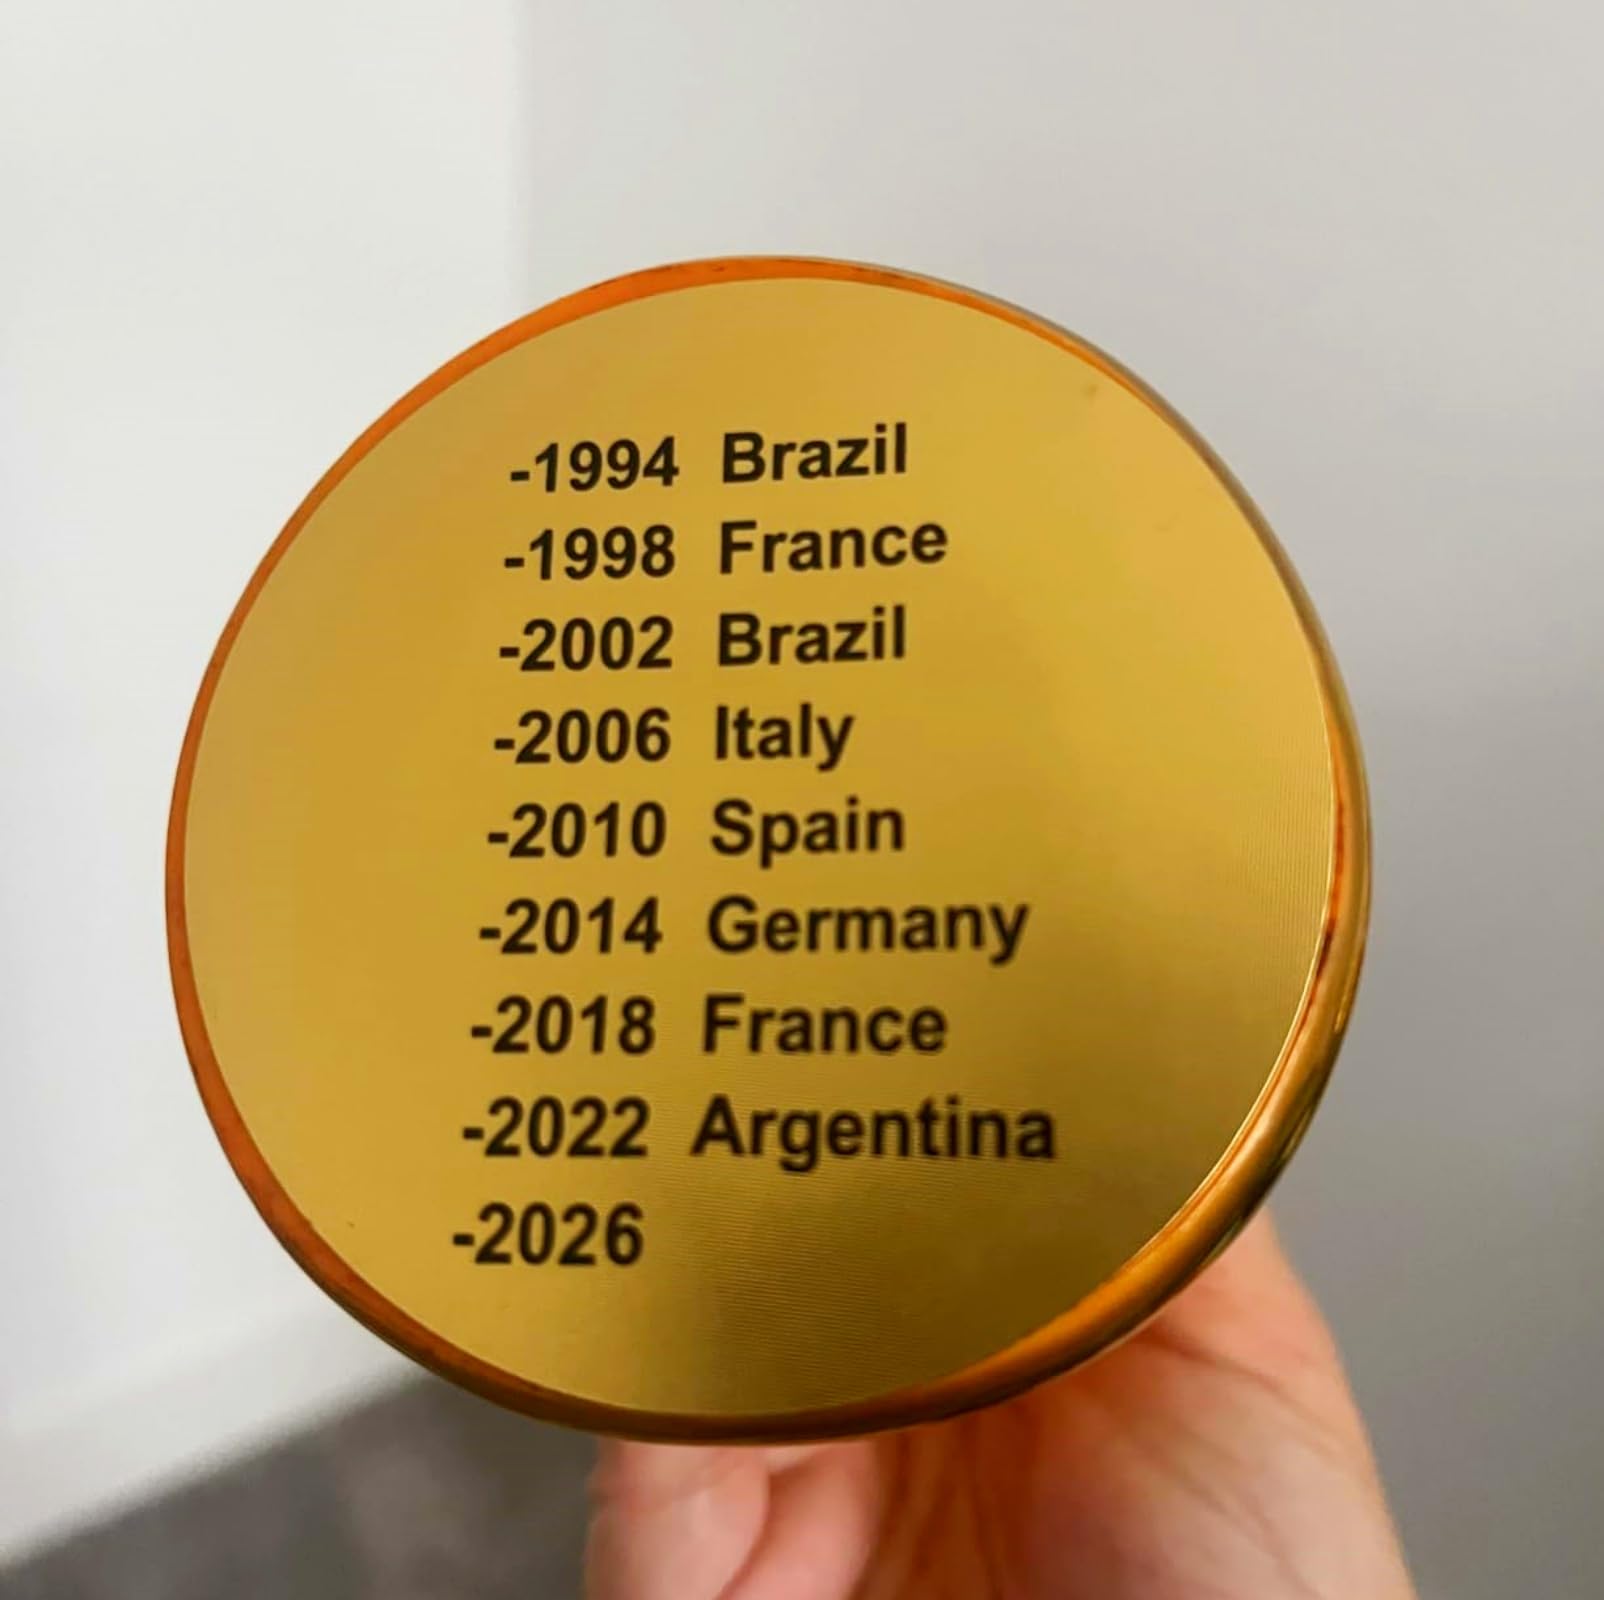 -1994 Brazil
-1998 France
-2002 Brazil
-2006 Italy
-2010 Spain
-2014 Germany
-2018 France
-2022 Argentina
-2026